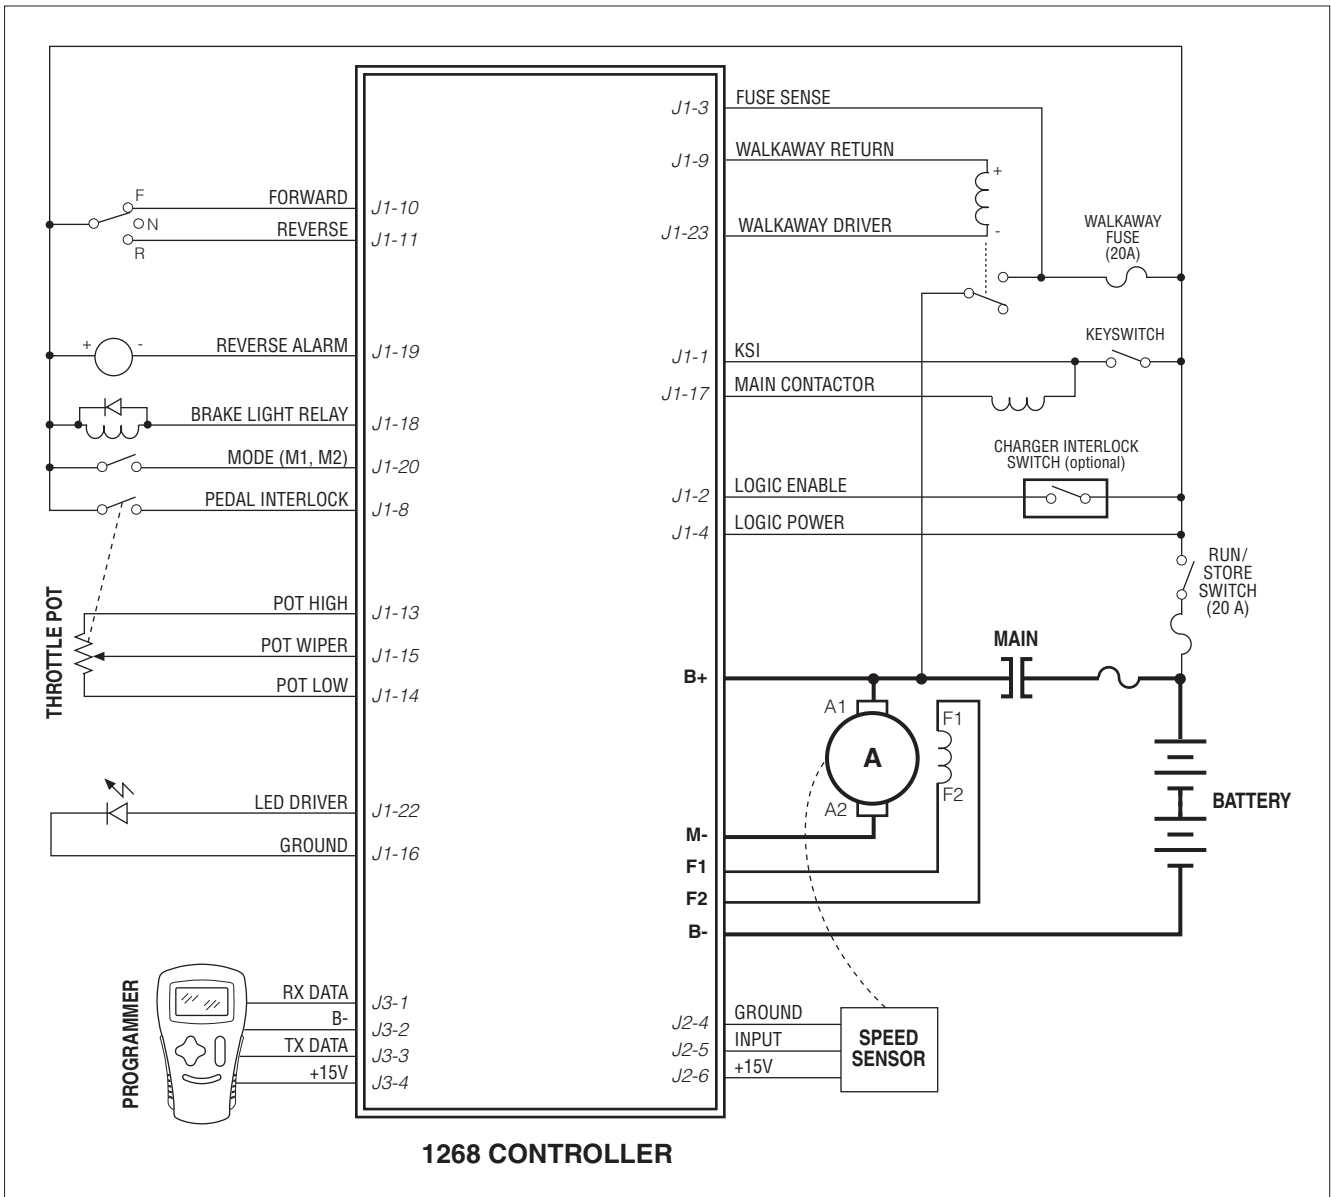 FORWARD
F
J1-10
N
REVERSE
J1-11
R
+
-
REVERSE ALARM
J1-19
BRAKE LIGHT RELAY
J1-18
MODE (M1, M2)
J1-20
PEDAL INTERLOCK
J1-8
THROTTLE POT
POT HIGH
J1-13
POT WIPER
J1-15
POT LOW
J1-14
LED DRIVER
J1-22
GROUND
J1-16
PROGRAMMER
RX DATA
J3-1
B-
J3-2
TX DATA
J3-3
+15V
J3-4
J1-3
FUSE SENSE
J1-9
WALKAWAY RETURN
+
J1-23
WALKAWAY DRIVER
-
WALKAWAY
FUSE
(20A)
KEYSWITCH
J1-1
KSI
J1-17
MAIN CONTACTOR
CHARGER INTERLOCK
SWITCH (optional)
J1-2
LOGIC ENABLE
J1-4
LOGIC POWER
RUN/
STORE
SWITCH
(20 A)
MAIN
B+
A1
F1
A
A2
F2
BATTERY
M-
F1
F2
B-
J2-4
GROUND
J2-5
INPUT
J2-6
+15V
SPEED
SENSOR
1268 CONTROLLER